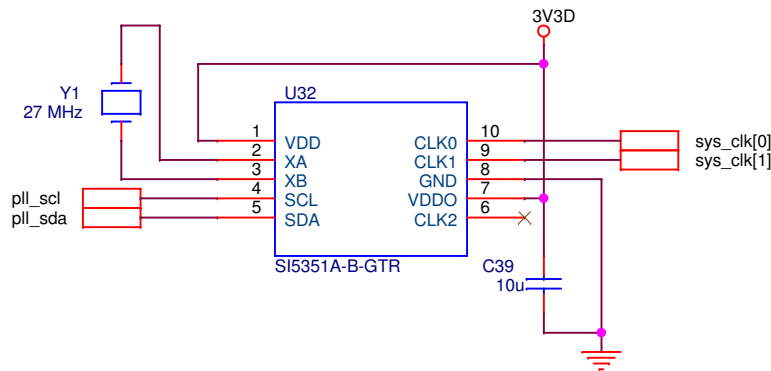 3V3D
Y1
27 MHz
U32
1 VDD CLK0 10 sys_clk[0]
2 XA CLK1 9 sys_clk[1]
3 XB GND 8
pll_scl 4 SCL VDDO 7
pll_sda 5 SDA CLK2 6
SI5351A-B-GTR
C39
10u